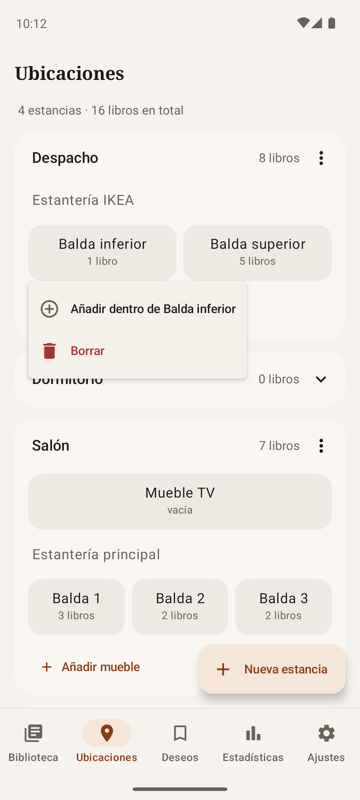 10:12
Ubicaciones
4 estancias · 16 libros en total
Despacho
8 libros
Estantería IKEA
Balda inferior
1 libro
Balda superior
5 libros
Añadir dentro de Balda inferior
Borrar
Dormitorio
0 libros
Salón
7 libros
Mueble TV
vacía
Estantería principal
Balda 1
3 libros
Balda 2
2 libros
Balda 3
2 libros
Añadir mueble
Nueva estancia
Biblioteca
Ubicaciones
Deseos
Estadísticas
Ajustes